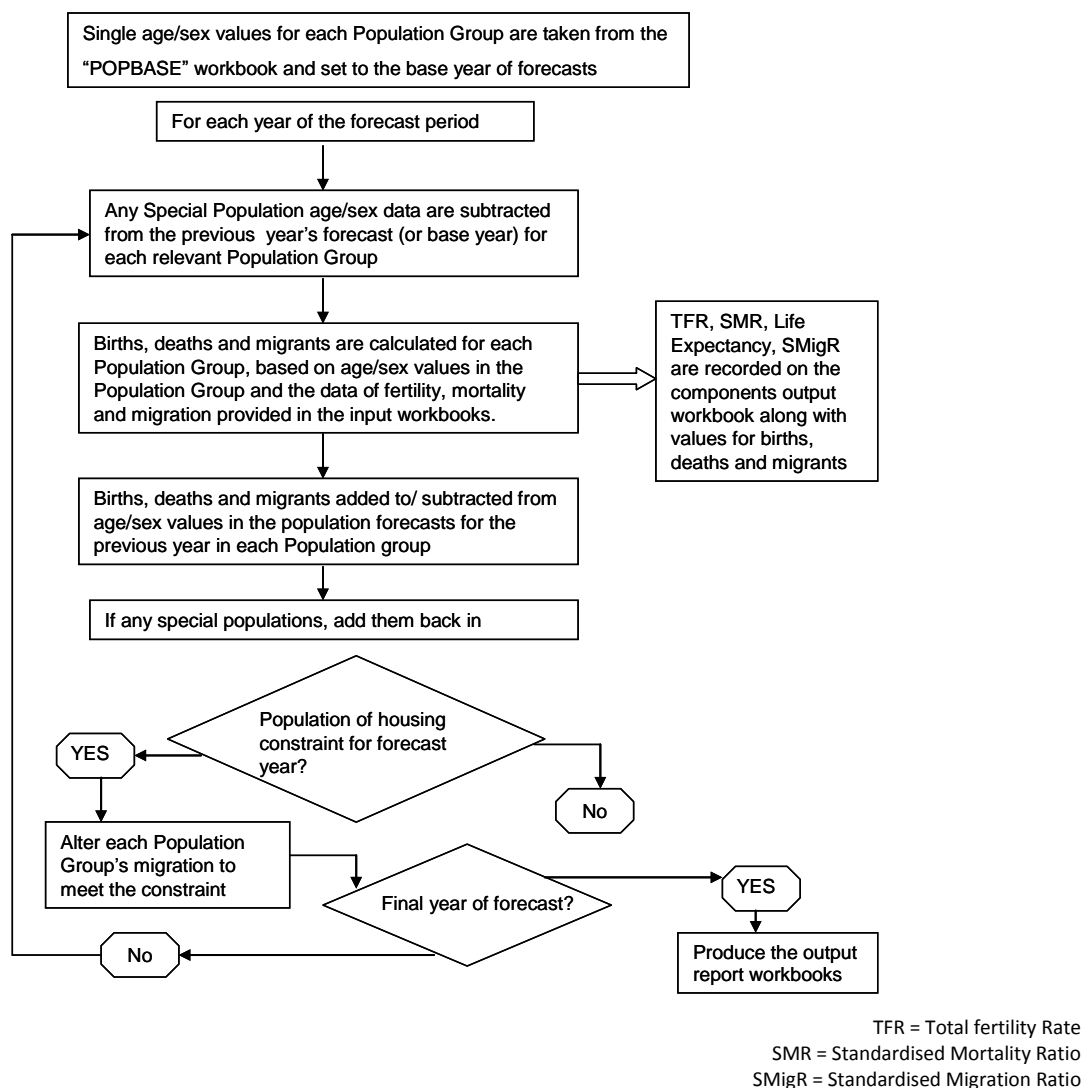 Single age/sex values for each Population Group are taken from the
“POPBASE” workbook and set to the base year of forecasts
For each year of the forecast period
Any Special Population age/sex data are subtracted
from the previous year’s forecast (or base year) for
each relevant Population Group
Births, deaths and migrants are calculated for each
Population Group, based on age/sex values in the
Population Group and the data of fertility, mortality
and migration provided in the input workbooks.
TFR, SMR, Life
Expectancy, SMigR
are recorded on the
components output
workbook along with
values for births,
deaths and migrants
Births, deaths and migrants added to/ subtracted from
age/sex values in the population forecasts for the
previous year in each Population group
If any special populations, add them back in
Population of housing
constraint for forecast
year?
YES
No
Alter each Population
Group’s migration to
meet the constraint
Final year of forecast?
YES
No
Produce the output
report workbooks
TFR = Total fertility Rate
SMR = Standardised Mortality Ratio
SMigR = Standardised Migration Ratio